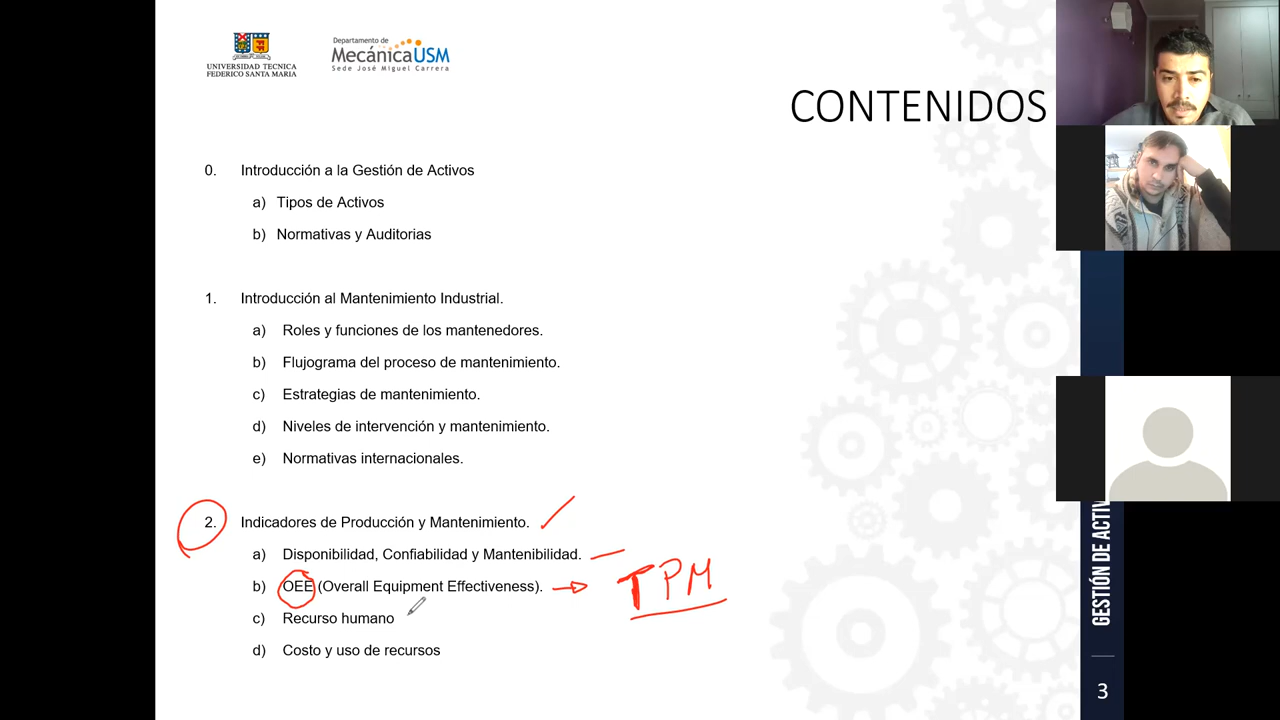 UNIVERSIDAD TECNICA
FEDERICO SANTA MARIA
Departamento de
MecánicaUSM
Sede José Miguel Carrera
CONTENIDOS
0. Introducción a la Gestión de Activos
a) Tipos de Activos
b) Normativas y Auditorias
1. Introducción al Mantenimiento Industrial.
a) Roles y funciones de los mantenedores.
b) Flujograma del proceso de mantenimiento.
c) Estrategias de mantenimiento.
d) Niveles de intervención y mantenimiento.
e) Normativas internacionales.
2. Indicadores de Producción y Mantenimiento.
a) Disponibilidad, Confiabilidad y Mantenibilidad.
b) OEE (Overall Equipment Effectiveness).
TPM
c) Recurso humano
d) Costo y uso de recursos
GESTIÓN DE ACTIV
3